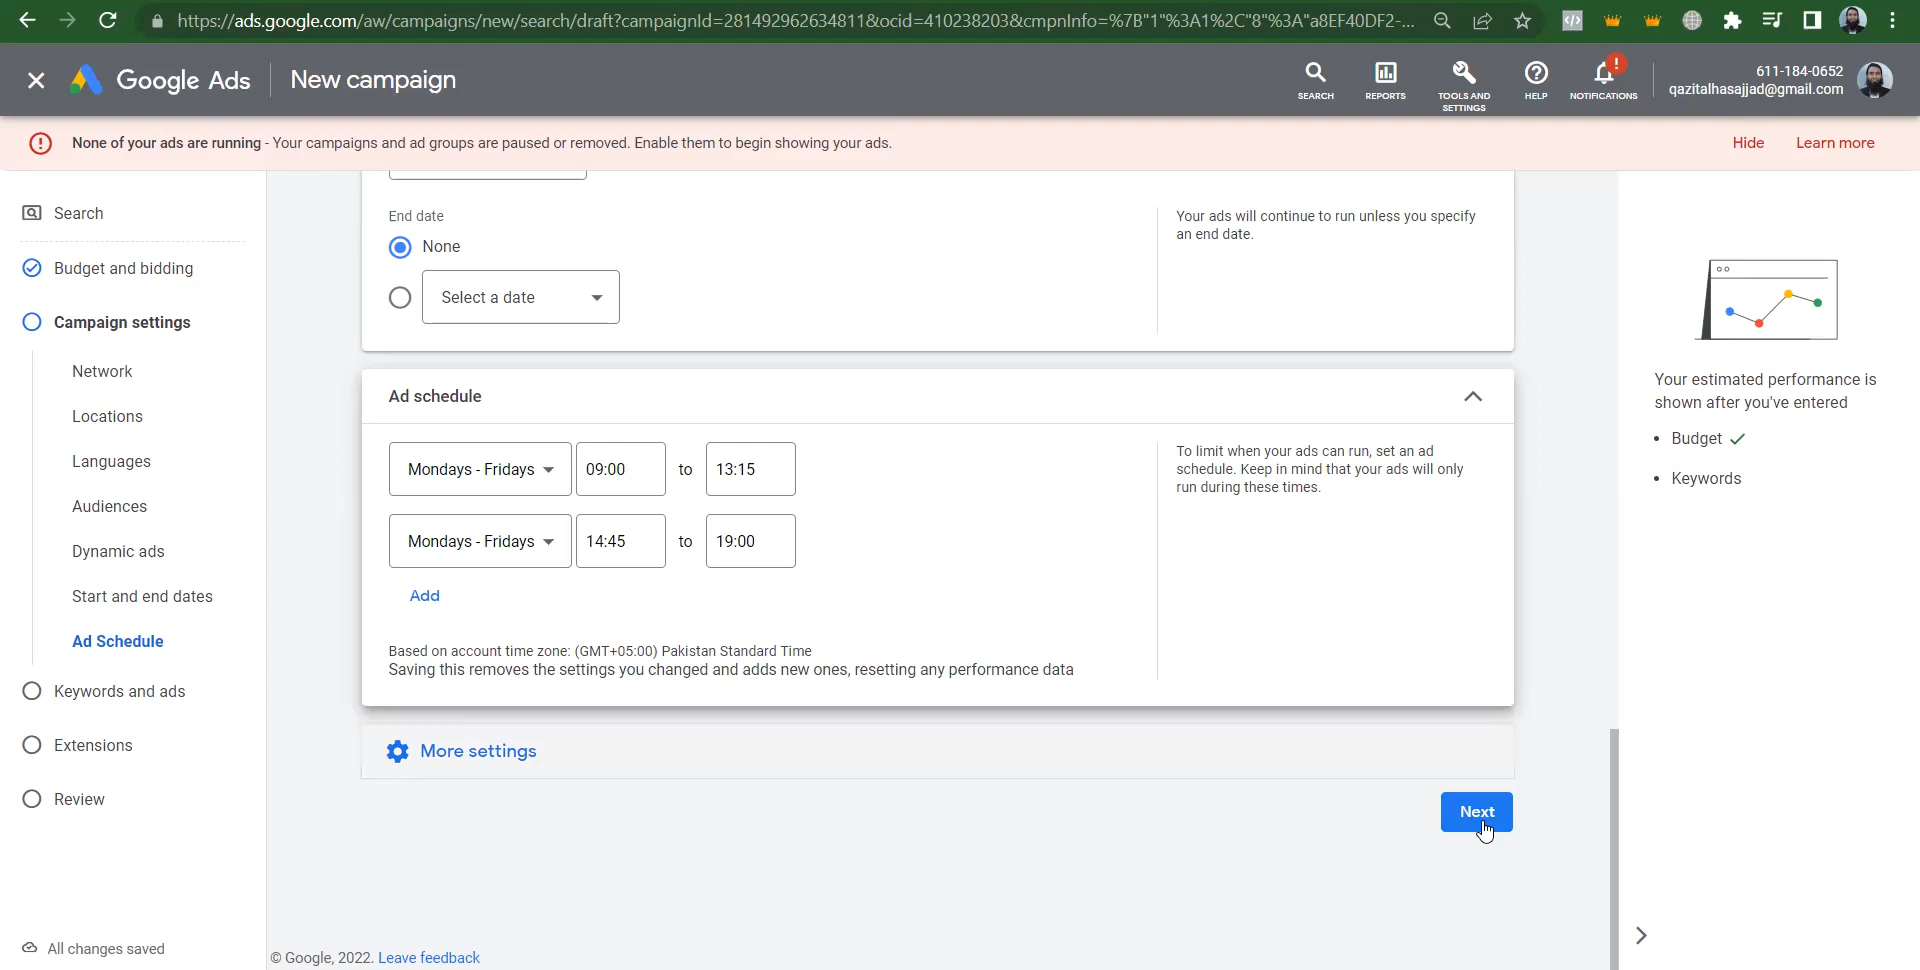 https://ads.google.com/aw/campaigns/new/search/draft?campaignId=281492962634811&ocid=410238203&cmpnInfo=%7B"1"%3A1%2C"8"%3A"a8EF40DF2-...
Google Ads
New campaign
SEARCH
REPORTS
TOOLS AND
SETTINGS
HELP
!
NOTIFICATIONS
611-184-0652
qazitalhasajjad@gmail.com
None of your ads are running - Your campaigns and ad groups are paused or removed. Enable them to begin showing your ads.
Hide
Learn more
Search
Budget and bidding
Campaign settings
Network
Locations
Languages
Audiences
Dynamic ads
Start and end dates
Ad Schedule
Keywords and ads
Extensions
Review
All changes saved
End date
None
Select a date
Your ads will continue to run unless you specify
an end date.
Ad schedule
Mondays - Fridays 09:00 to 13:15
Mondays - Fridays 14:45 to 19:00
Add
To limit when your ads can run, set an ad
schedule. Keep in mind that your ads will only
run during these times.
Based on account time zone: (GMT+05:00) Pakistan Standard Time
Saving this removes the settings you changed and adds new ones, resetting any performance data
More settings
Next
© Google, 2022. Leave feedback
Your estimated performance is
shown after you've entered
• Budget
• Keywords